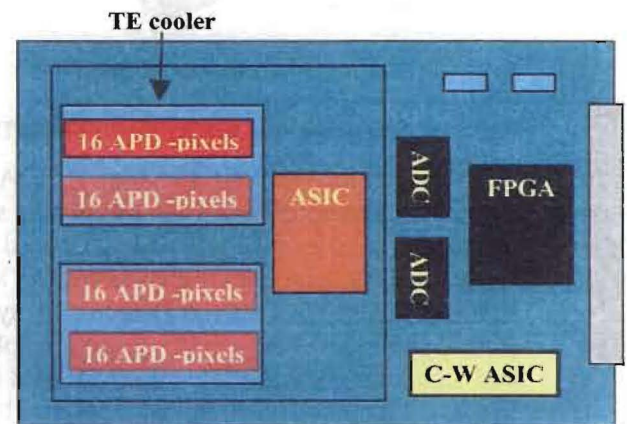 TE cooler
16 APD -pixels
16 APD -pixels
16 APD -pixels
16 APD -pixels
ASIC
ADC
ADC
FPGA
C-W ASIC